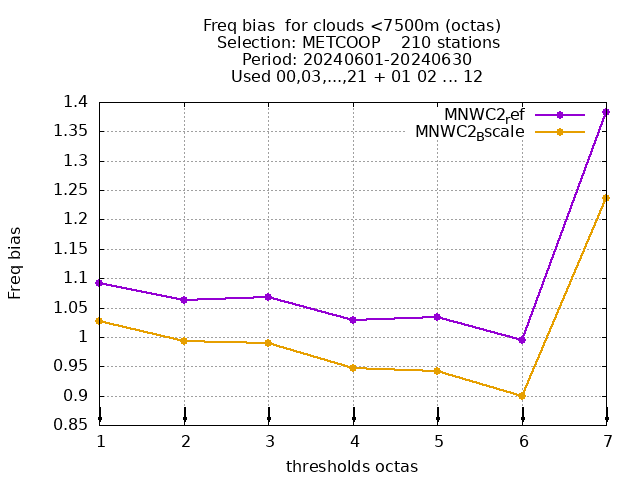 Freq bias  for clouds <7500m (octas)
Selection: METCOOP    210 stations
Period: 20240601-20240630
Used 00,03,...,21 + 01 02 ... 12
MNWC2ref
MNWC2Bscale
1.4
1.35
1.3
1.25
1.2
1.15
1.1
1.05
1
0.95
0.9
0.85
Freq bias
1 2 3 4 5 6 7
thresholds octas